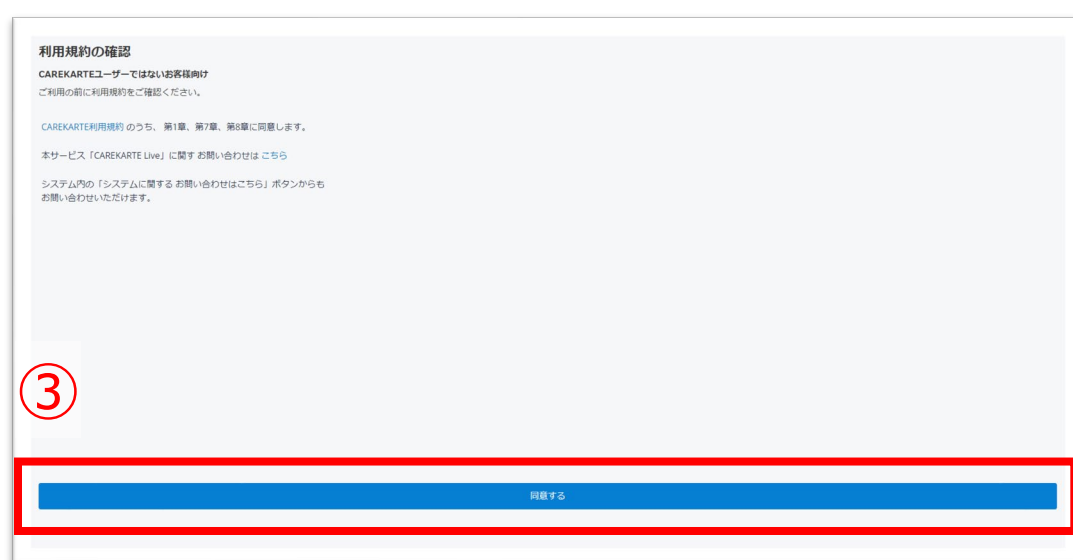 利用規約の確認
CAREKARTEユーザーではないお客様向け
ご利用の前に利用規約をご確認ください。
CAREKARTE利用規約 のうち、 第1章、第7章、第8章に同意します。
本サービス「CAREKARTE Live」に関す お問い合わせは こちら
システム内の「システムに関する お問い合わせはこちら」ボタンからも
お問い合わせいただけます。
③
同意する